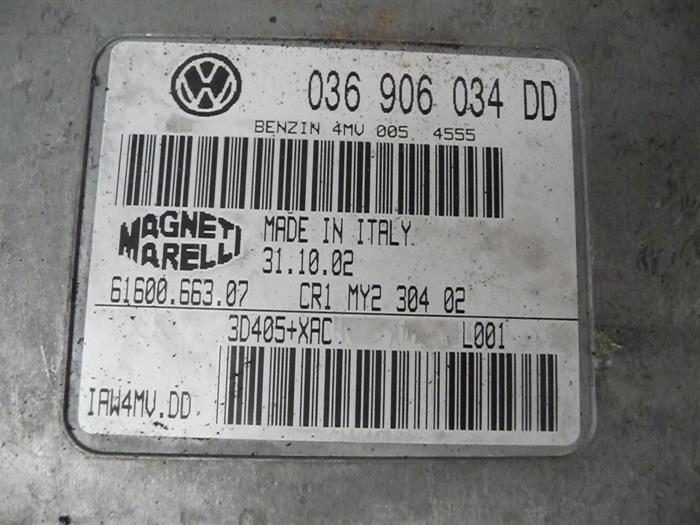 036 906 034 DD
BENZIN 4MV 005 4555
MAGNETI
MARELLI
MADE IN ITALY
31.10.02
61600.663.07 CR1 MY2 304 02
3D405+XAC L001
IAW4MV.DD